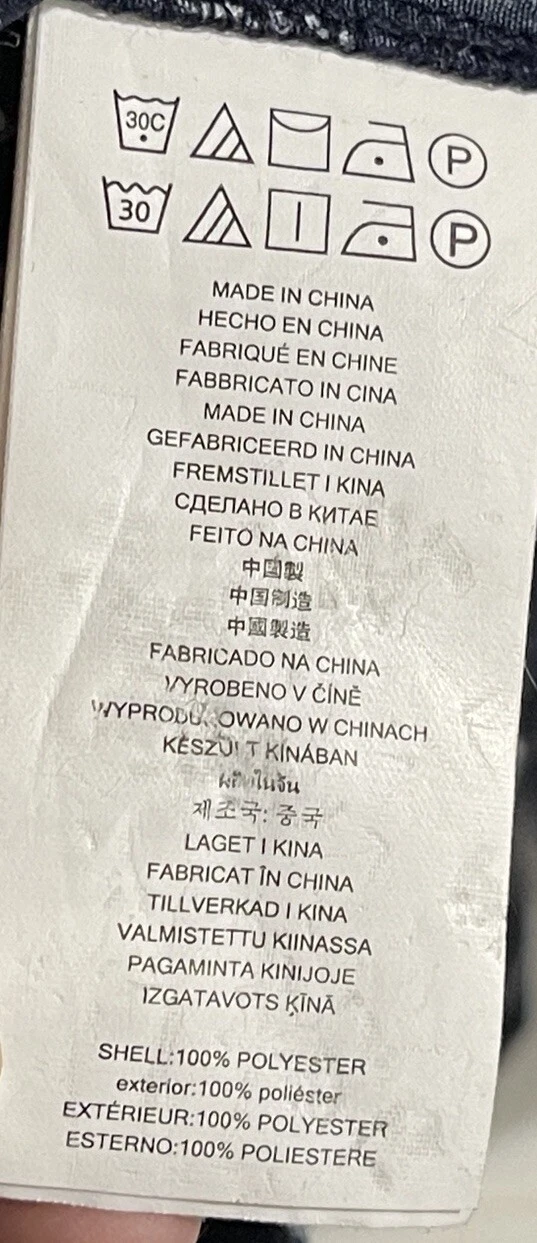 30C P
30 P
MADE IN CHINA
HECHO EN CHINA
FABRIQUÉ EN CHINE
FABBRICATO IN CINA
MADE IN CHINA
GEFABRICEERD IN CHINA
FREMSTILLET I KINA
СДЕЛАНО В КИТАЕ
FEITO NA CHINA
中国製
中国制造
中國製造
FABRICADO NA CHINA
VYROBENO V ČÍNĚ
OWANO W CHINACH
KÍNÁBAN
제조국: 중국
LAGET I KINA
FABRICAT ÎN CHINA
TILLVERKAD I KINA
VALMISTETTU KIINASSA
PAGAMINTA KINIJOJE
IZGATAVOTS ĶĪNĀ
SHELL:100% POLYESTER
exterior:100% poliéster
EXTÉRIEUR:100% POLYESTER
ESTERNO:100% POLIESTERE